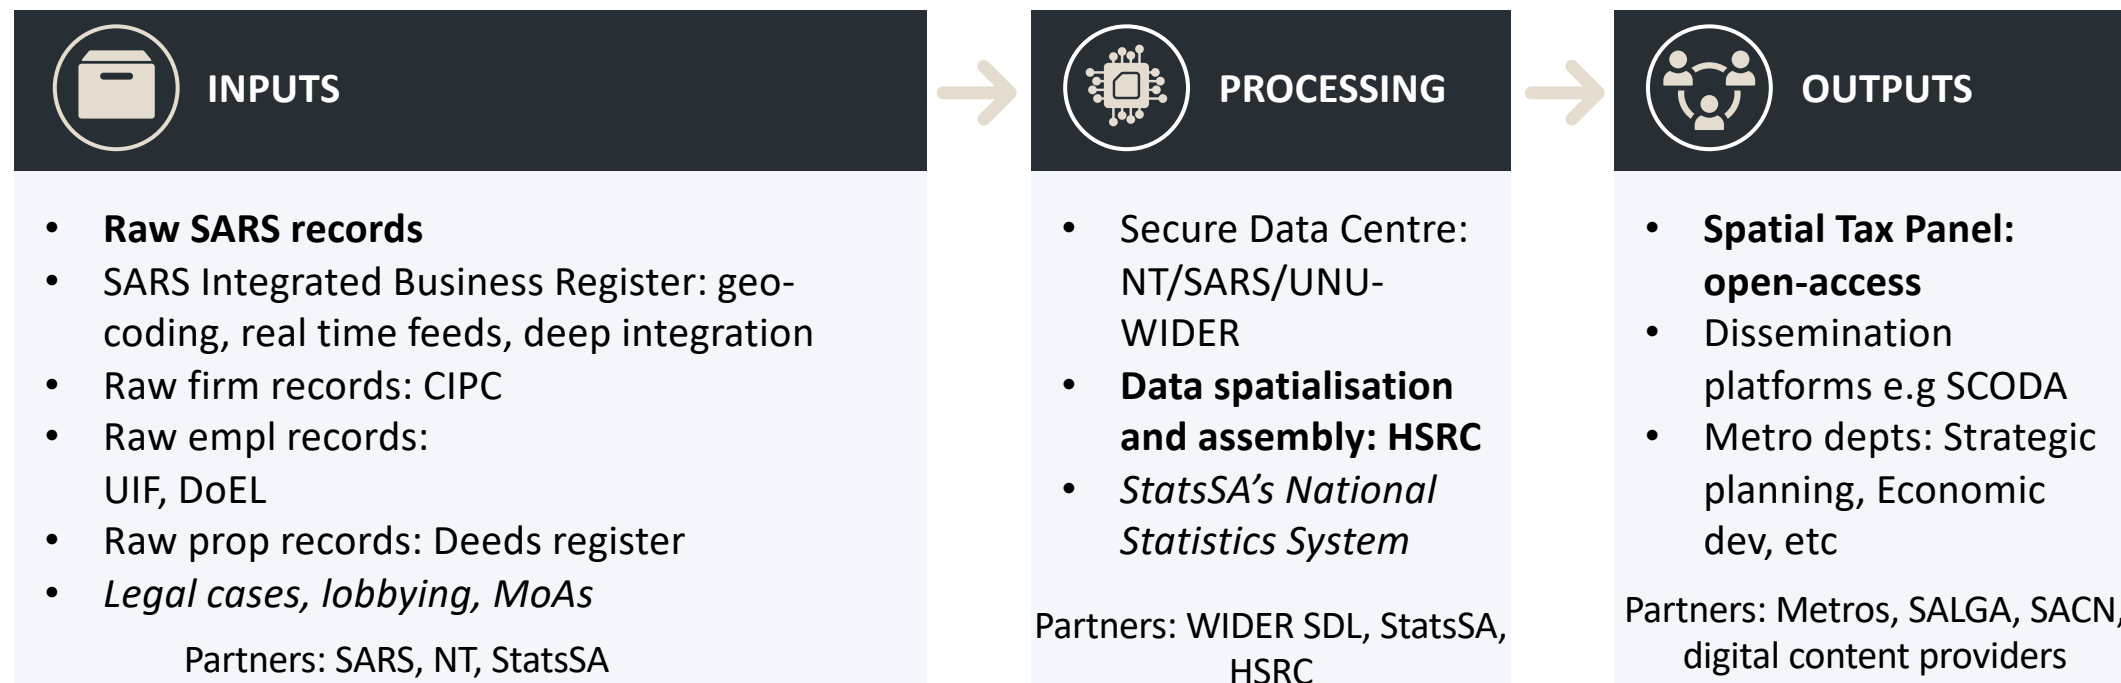 INPUTS
• Raw SARS records
• SARS Integrated Business Register: geo-
coding, real time feeds, deep integration
• Raw firm records: CIPC
• Raw empl records:
UIF, DoEL
• Raw prop records: Deeds register
• Legal cases, lobbying, MoAs
Partners: SARS, NT, StatsSA
PROCESSING
• Secure Data Centre:
NT/SARS/UNU-
WIDER
• Data spatialisation
and assembly: HSRC
• StatsSA’s National
Statistics System
Partners: WIDER SDL, StatsSA,
HSRC
OUTPUTS
• Spatial Tax Panel:
open-access
• Dissemination
platforms e.g SCODA
• Metro depts: Strategic
planning, Economic
dev, etc
Partners: Metros, SALGA, SACN,
digital content providers